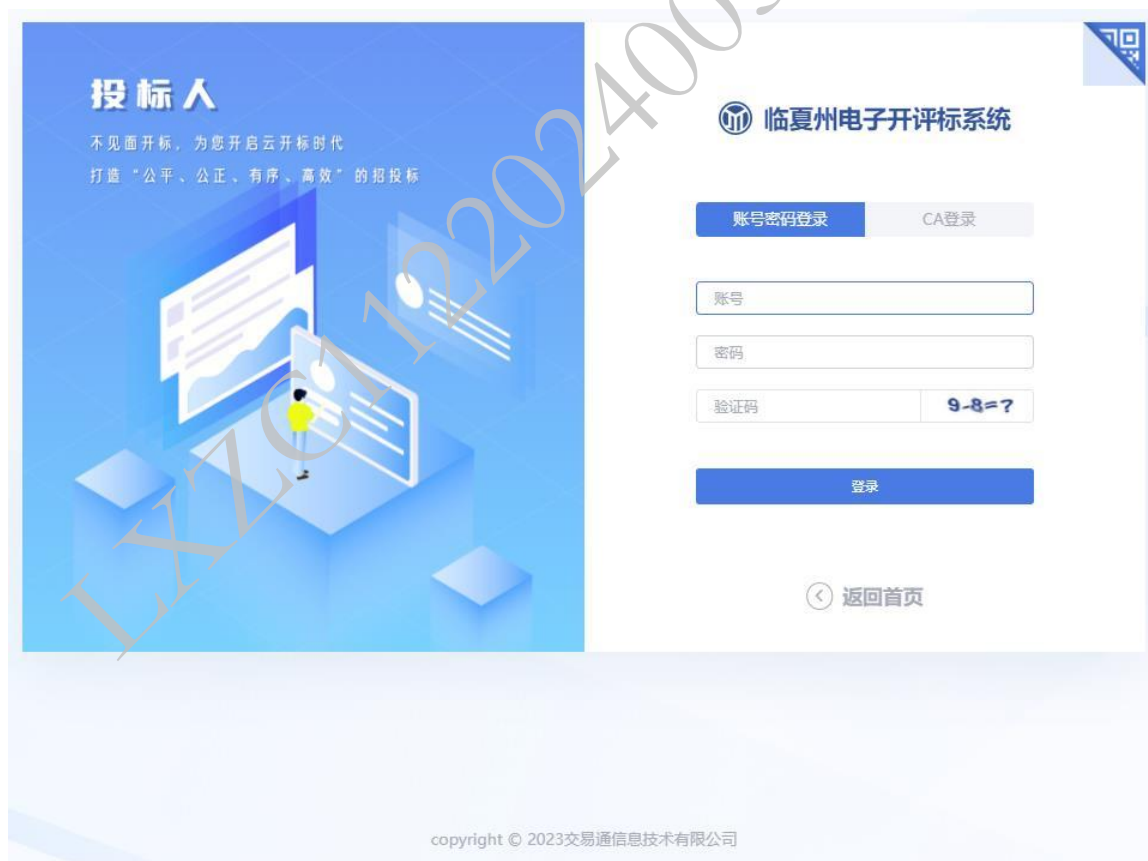 投标人
不见面开标，为您开启云开标时代
打造“公平、公正、有序、高效”的招投标
临夏州电子开评标系统
账号密码登录
CA登录
账号
密码
验证码
9-8=?
登录
返回首页
copyright © 2023交易通信息技术有限公司